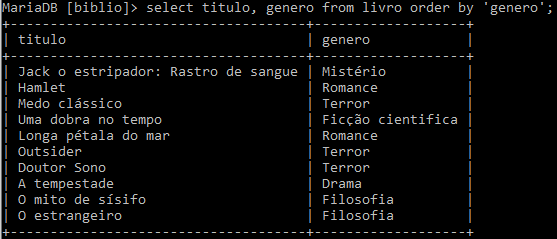 MariaDB [biblio]> select titulo, genero from livro order by 'genero';
+-----------------------------------+-------------------+
| titulo | genero |
+-----------------------------------+-------------------+
| Jack o estripador: Rastro de sangue | Mistério |
| Hamlet | Romance |
| Medo clássico | Terror |
| Uma dobra no tempo | Ficção cientifica |
| Longa pétala do mar | Romance |
| Outsider | Terror |
| Doutor Sono | Terror |
| A tempestade | Drama |
| O mito de sísifo | Filosofia |
| O estrangeiro | Filosofia |
+-----------------------------------+-------------------+